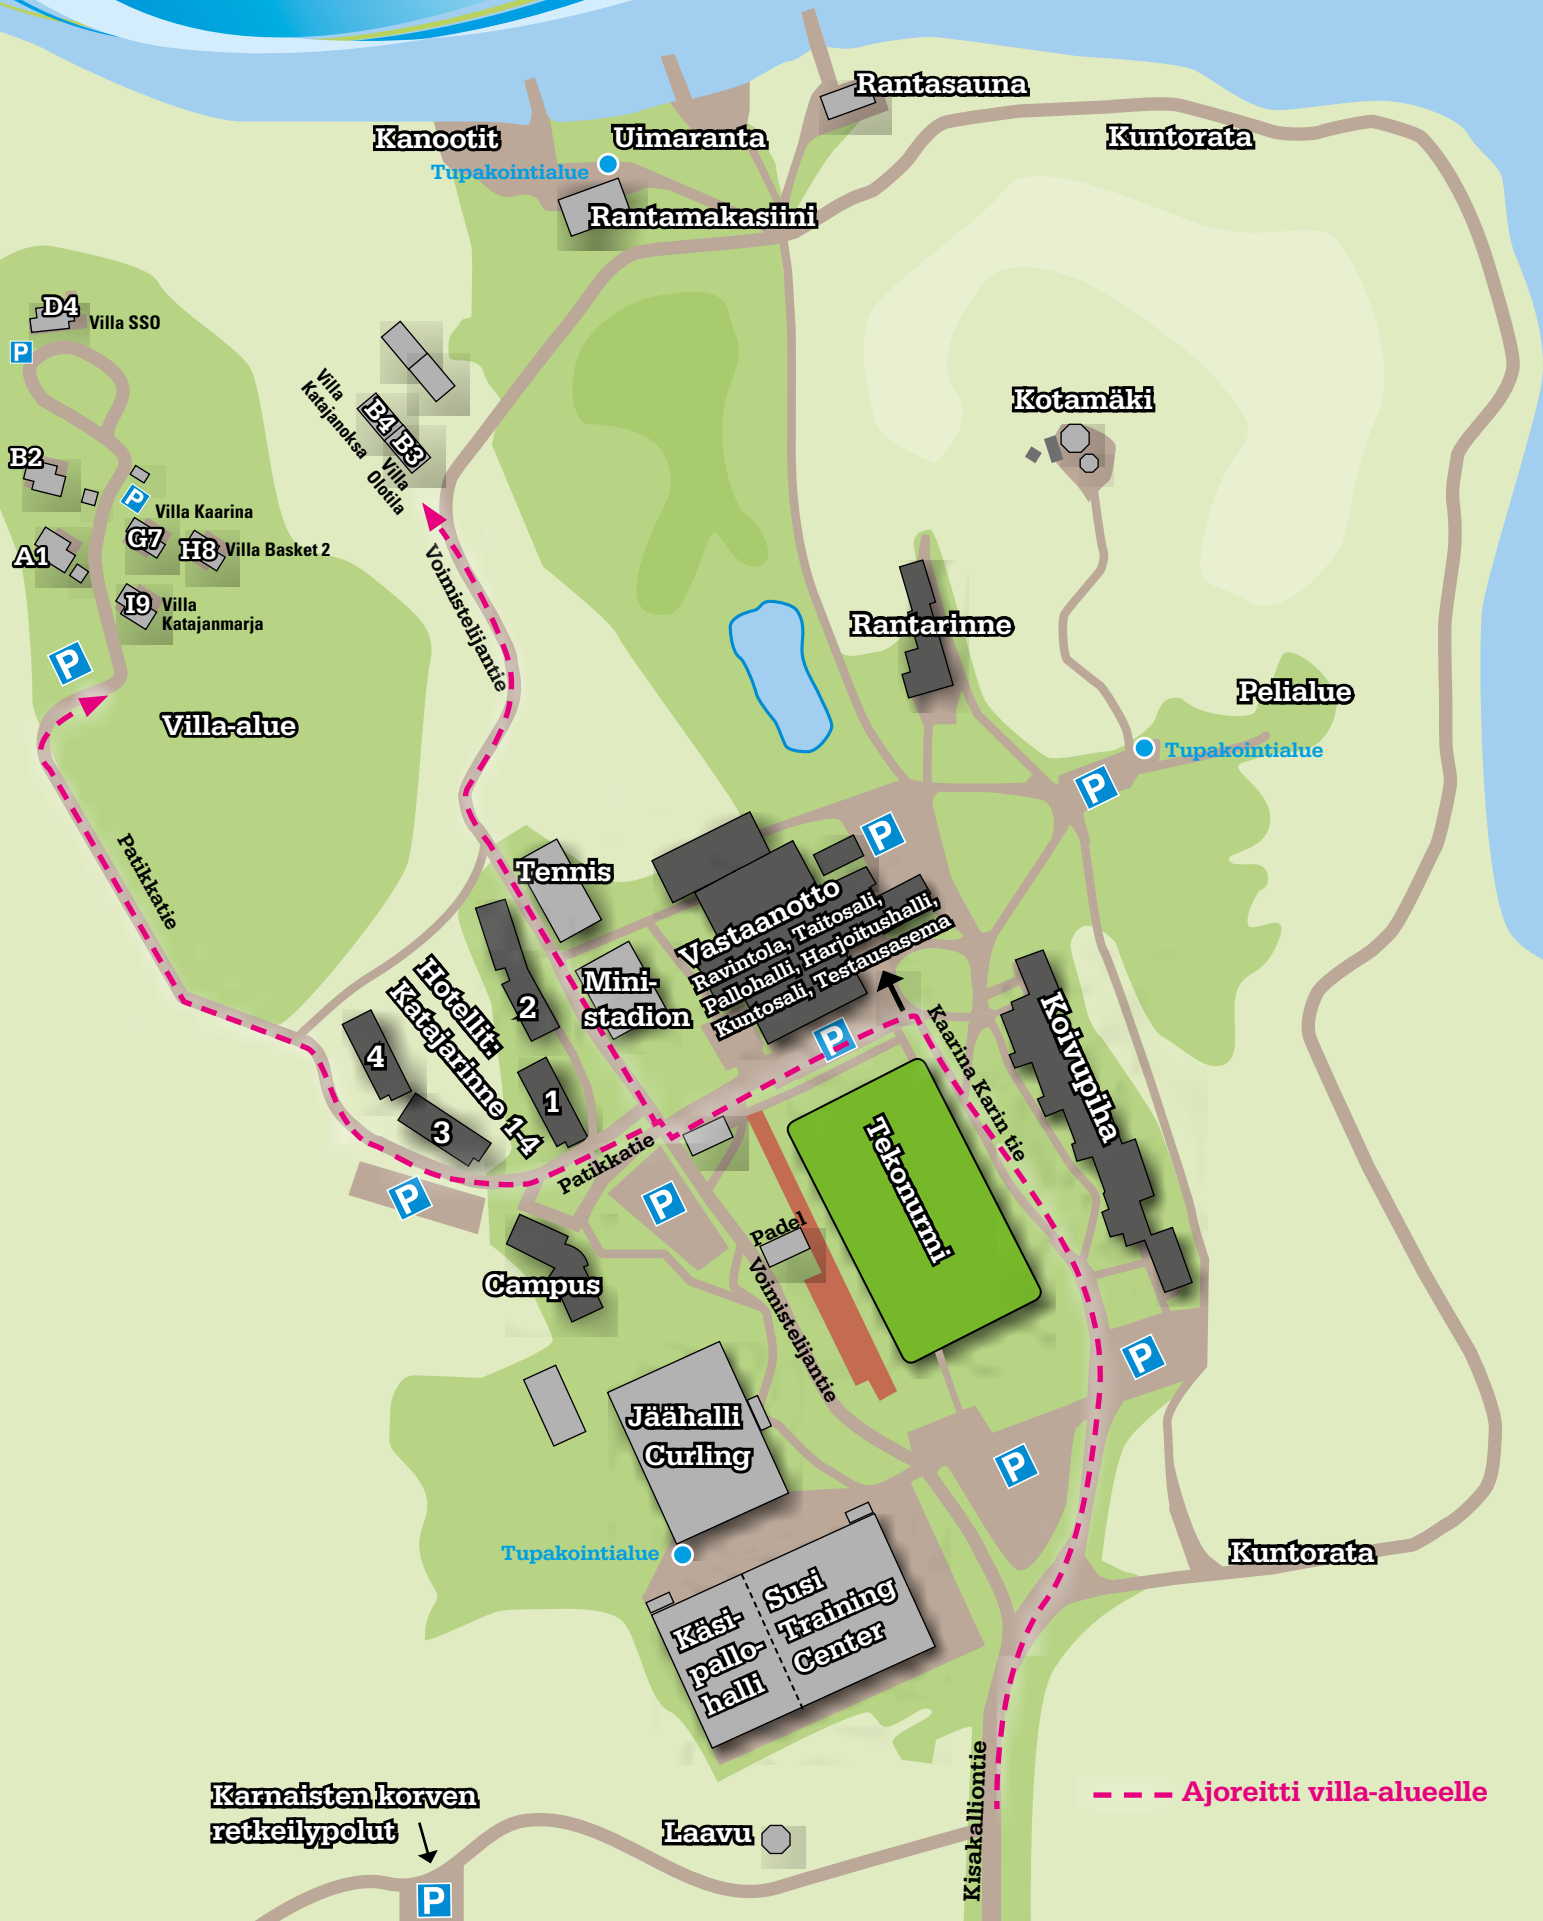 Rantasauna
Kanootit
Uimaranta
Kuntorata
Tupakointialue
Rantamakasiini
D4
Villa SSO
P
Villa
Katajanoksa
B4
B3
Villa
Olotila
Kotamäki
B2
P
Villa Kaarina
G7
H8
Villa Basket 2
A1
I9
Villa
Katajanmarja
Voimistelijantie
Rantarinne
P
Villa-alue
Pelialue
Tupakointialue
P
Patikkatie
Tennis
P
Vastaanotto
Ravintola, Taitosali,
Pallohalli, Harjoitushalli,
Kuntosali, Testausasema
Mini-
stadion
Hotellit:
Katajarinne 1-4
2
4
1
3
P
Kaarina Karin tie
Koivupiha
Patikkatie
P
P
Tekonurmi
Padel
Voimistelijantie
Campus
P
Jäähalli
Curling
P
Tupakointialue
Kuntorata
Käsi-
pallo-
halli
Susi
Training
Center
Kisakalliontie
Ajoreitti villa-alueelle
Karnaisten korven
retkeilypolut
Laavu
P